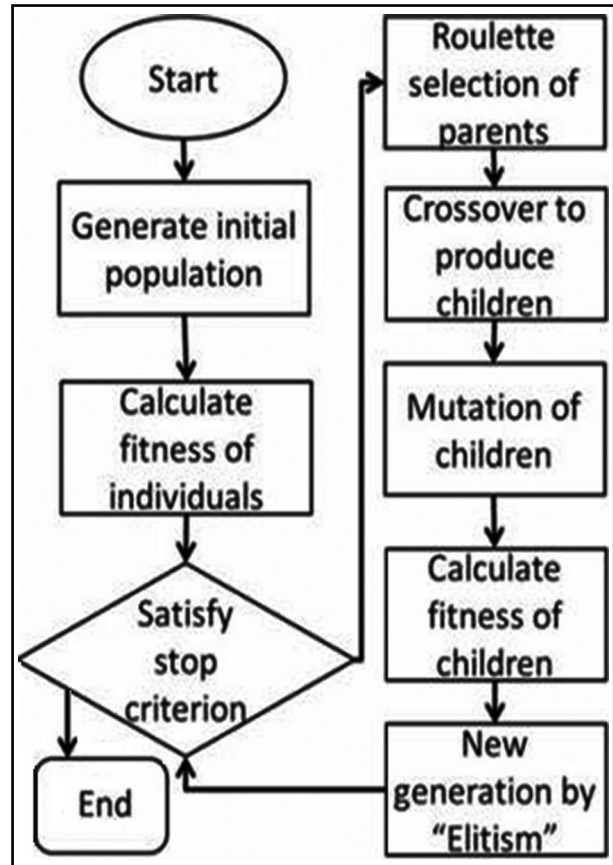 Start
Generate initial
population
Calculate
fitness of
individuals
Satisfy
stop
criterion
End
Roulette
selection of
parents
Crossover to
produce
children
Mutation of
children
Calculate
fitness of
children
New
generation by
“Elitism”